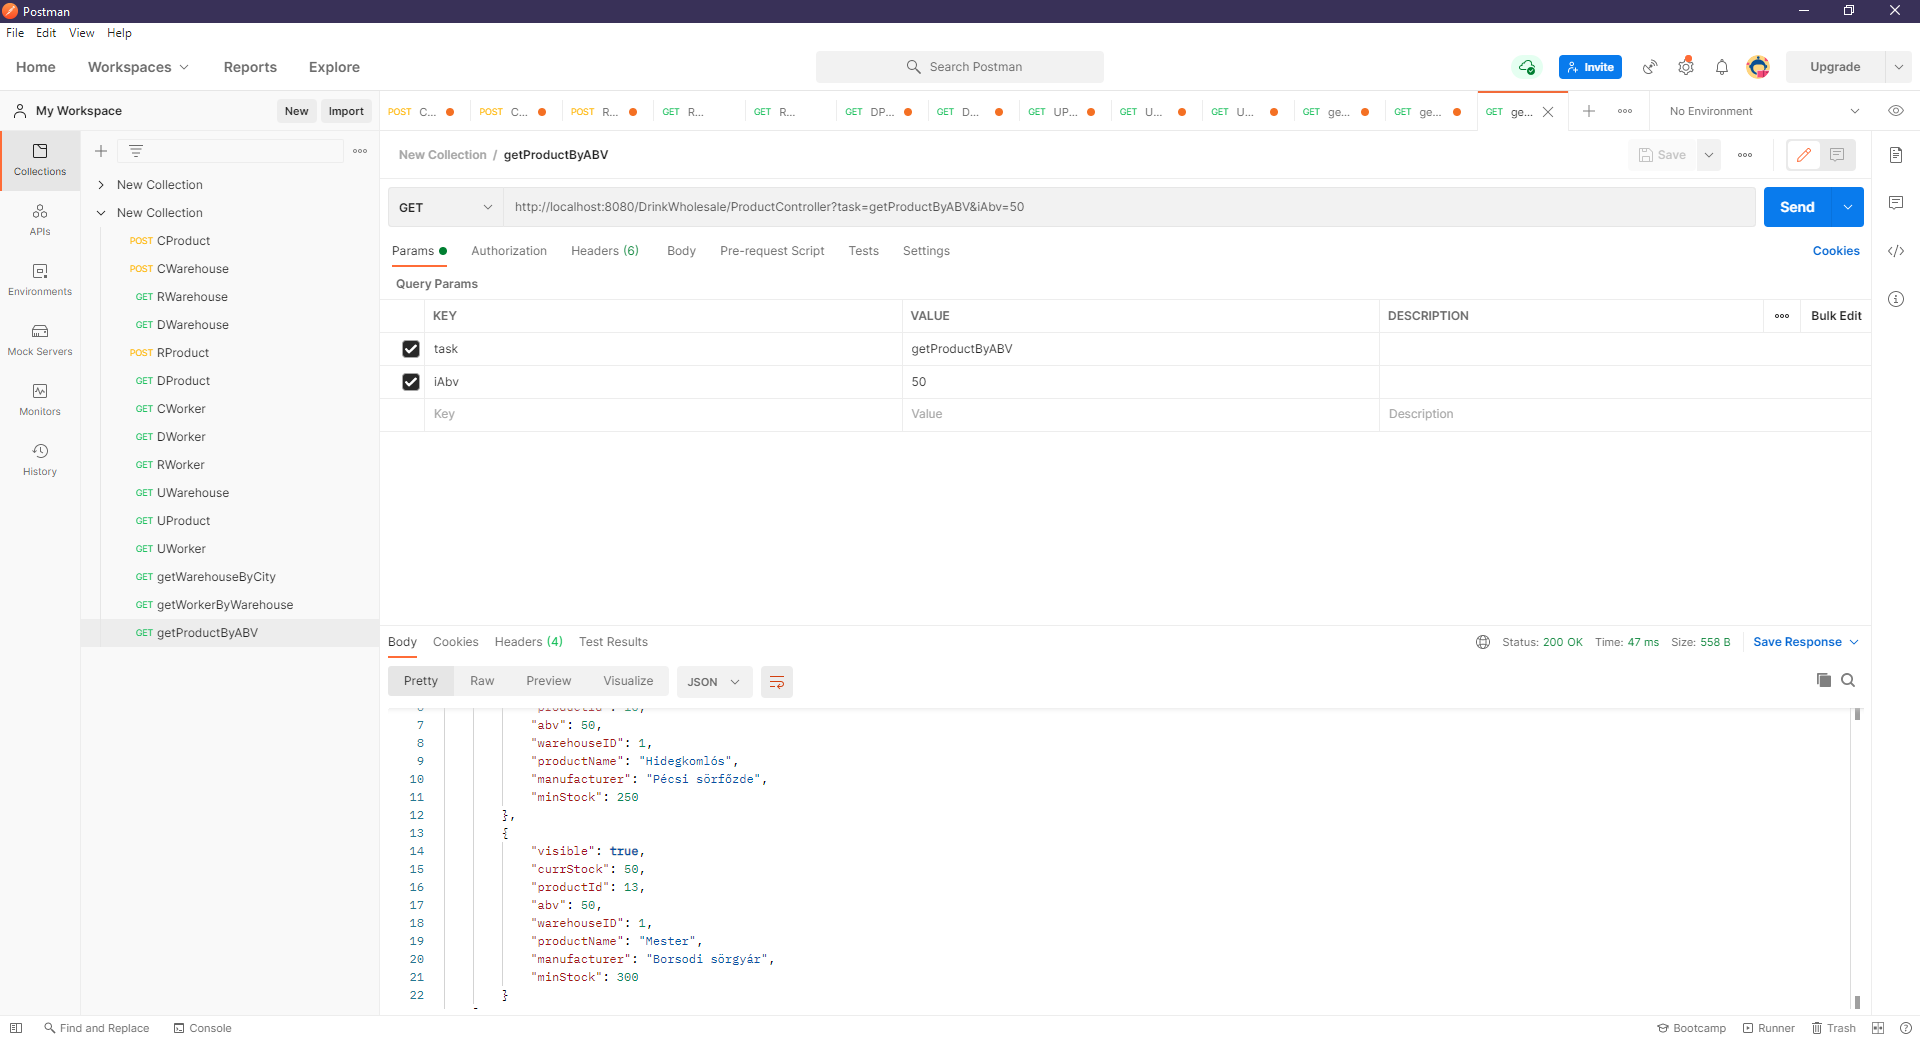 Postman
File Edit View Help
Home Workspaces Reports Explore
Search Postman
Invite
Upgrade
My Workspace
New Import
POST C... POST C... POST R... GET R... GET R... GET DP... GET D... GET UP... GET U... GET U... GET ge... GET ge... GET ge...
No Environment
Collections
APIs
Environments
Mock Servers
Monitors
History
New Collection
New Collection
POST CProduct
POST CWarehouse
GET RWarehouse
GET DWarehouse
POST RProduct
GET DProduct
GET CWorker
GET DWorker
GET RWorker
GET UWarehouse
GET UProduct
GET UWorker
GET getWarehouseByCity
GET getWorkerByWarehouse
GET getProductByABV
New Collection / getProductByABV
Save
GET http://localhost:8080/DrinkWholesale/ProductController?task=getProductByABV&iAbv=50
Send
Params Authorization Headers (6) Body Pre-request Script Tests Settings
Cookies
Query Params
KEY VALUE DESCRIPTION
Bulk Edit
task getProductByABV
iAbv 50
Key Value Description
Body Cookies Headers (4) Test Results
Status: 200 OK Time: 47 ms Size: 558 B Save Response
Pretty Raw Preview Visualize JSON
7 "abv": 50,
8 "warehouseID": 1,
9 "productName": "Hidegkomlós",
10 "manufacturer": "Pécsi sörfőzde",
11 "minStock": 250
12 },
13 {
14 "visible": true,
15 "currStock": 50,
16 "productId": 13,
17 "abv": 50,
18 "warehouseID": 1,
19 "productName": "Mester",
20 "manufacturer": "Borsodi sörgyár",
21 "minStock": 300
22 }
Find and Replace Console
Bootcamp Runner Trash